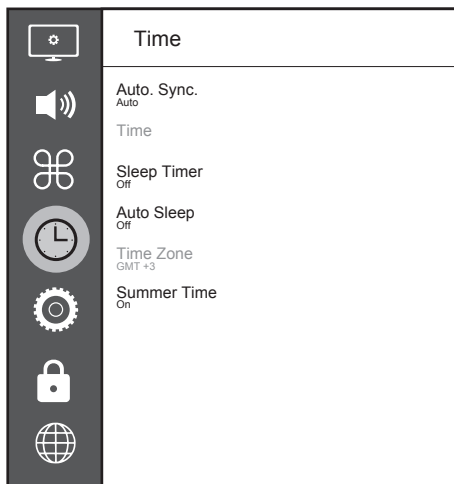 Time
Auto. Sync.
Auto
Time
Sleep Timer
Off
Auto Sleep
Off
Time Zone
GMT +3
Summer Time
On